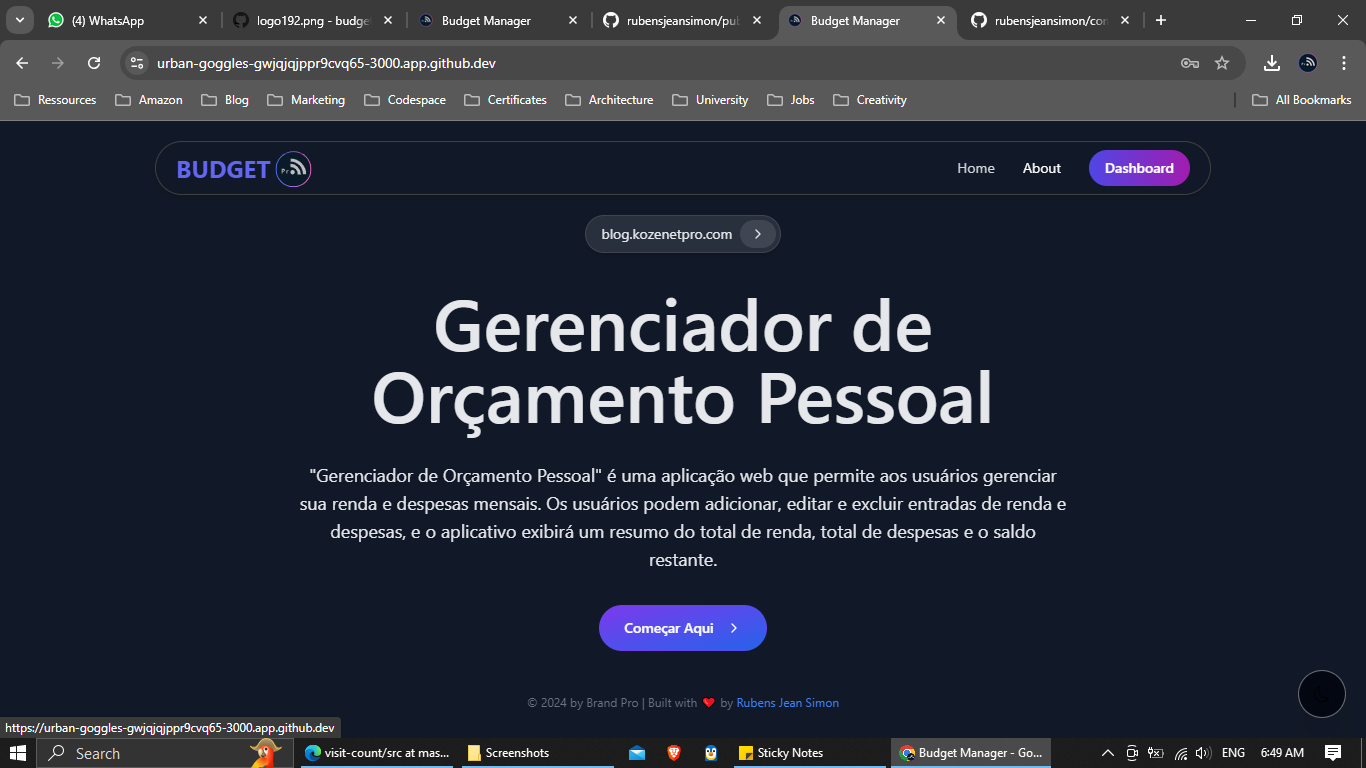 (4) WhatsApp
logo192.png - budge
Budget Manager
rubensjeansimon/pu
Budget Manager
rubensjeansimon/con
urban-goggles-gwjqjqjppr9cvq65-3000.app.github.dev
Ressources
Amazon
Blog
Marketing
Codespace
Certificates
Architecture
University
Jobs
Creativity
All Bookmarks
BUDGET
Pr
Home
About
Dashboard
blog.kozenetpro.com
Gerenciador de
Orçamento Pessoal
"Gerenciador de Orçamento Pessoal" é uma aplicação web que permite aos usuários gerenciar
sua renda e despesas mensais. Os usuários podem adicionar, editar e excluir entradas de renda e
despesas, e o aplicativo exibirá um resumo do total de renda, total de despesas e o saldo
restante.
Começar Aqui
© 2024 by Brand Pro | Built with ❤️ by Rubens Jean Simon
https://urban-goggles-gwjqjqjppr9cvq65-3000.app.github.dev
Search
visit-count/src at mas...
Screenshots
Sticky Notes
Budget Manager - Go...
ENG
6:49 AM